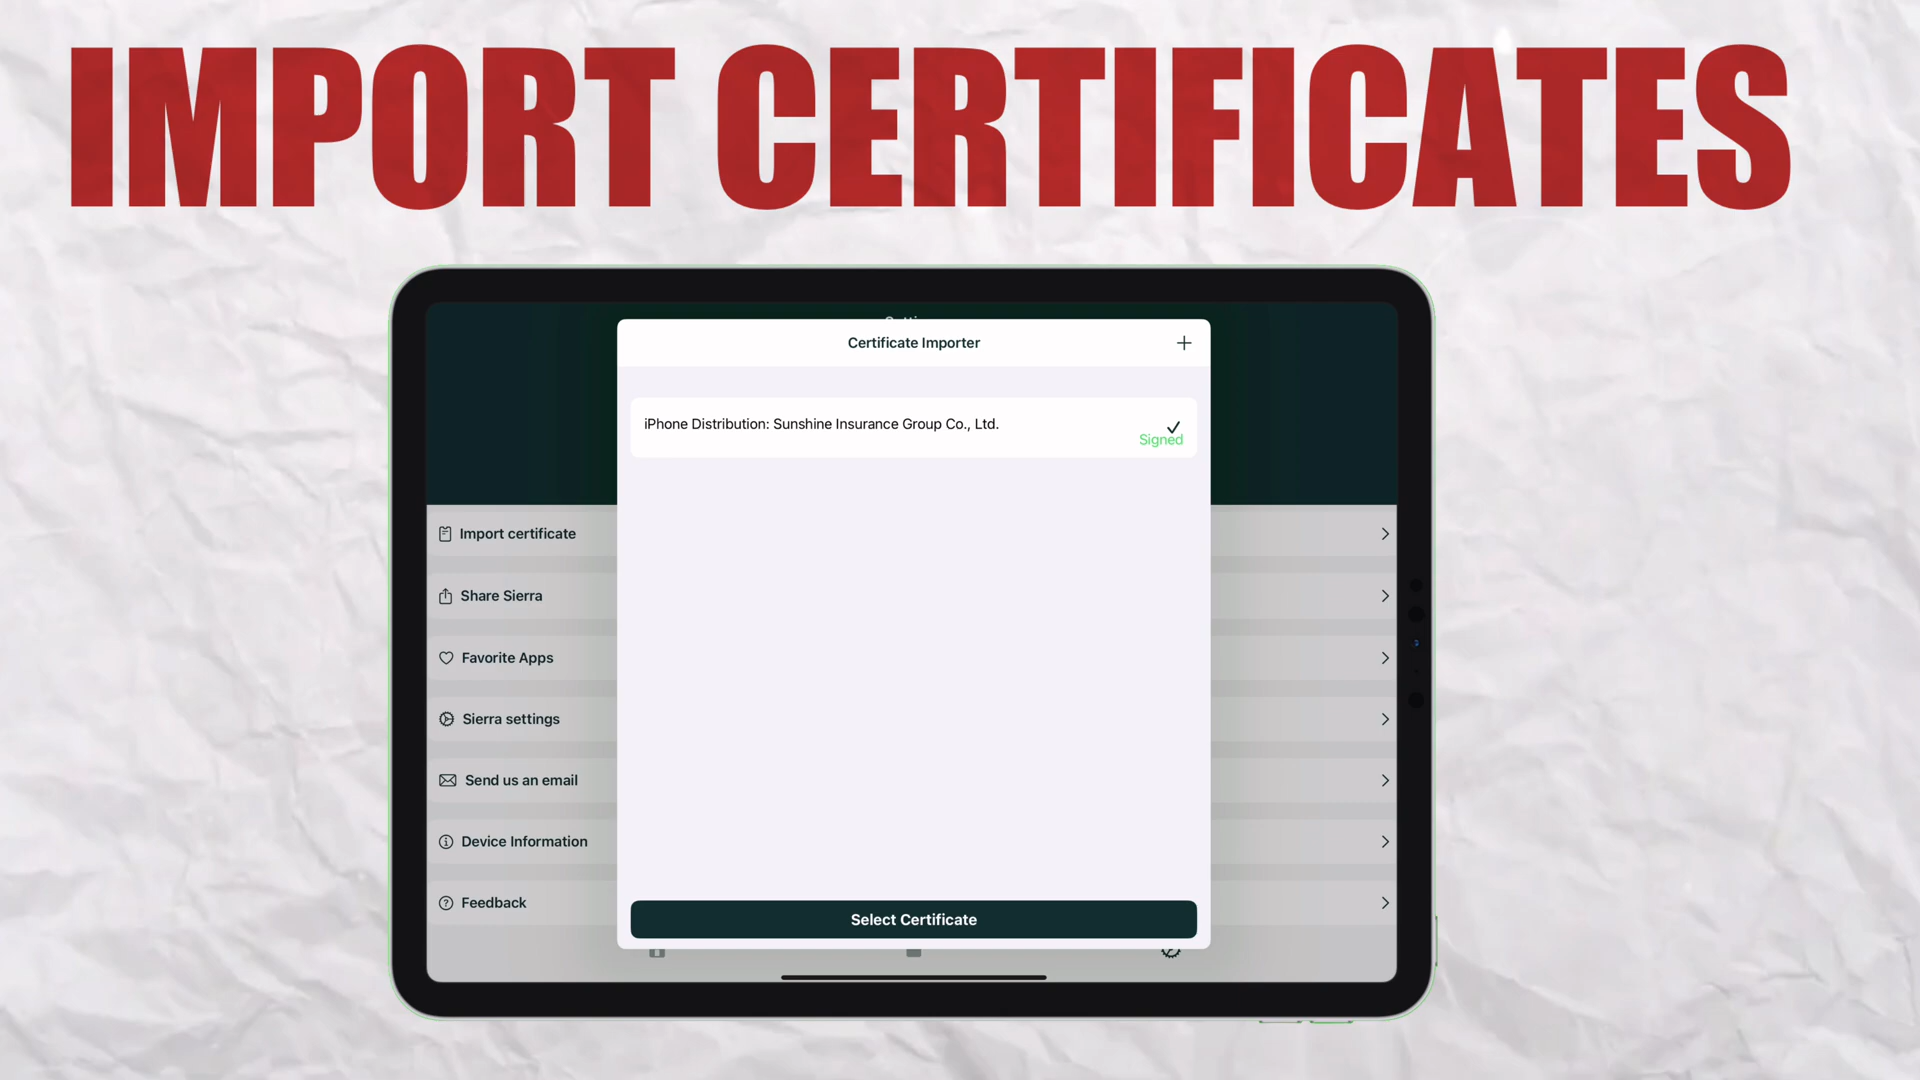 IMPORT CERTIFICATES
Certificate Importer
iPhone Distribution: Sunshine Insurance Group Co., Ltd.
Signed
Import certificate
Share Sierra
Favorite Apps
Sierra settings
Send us an email
Device Information
Feedback
Select Certificate